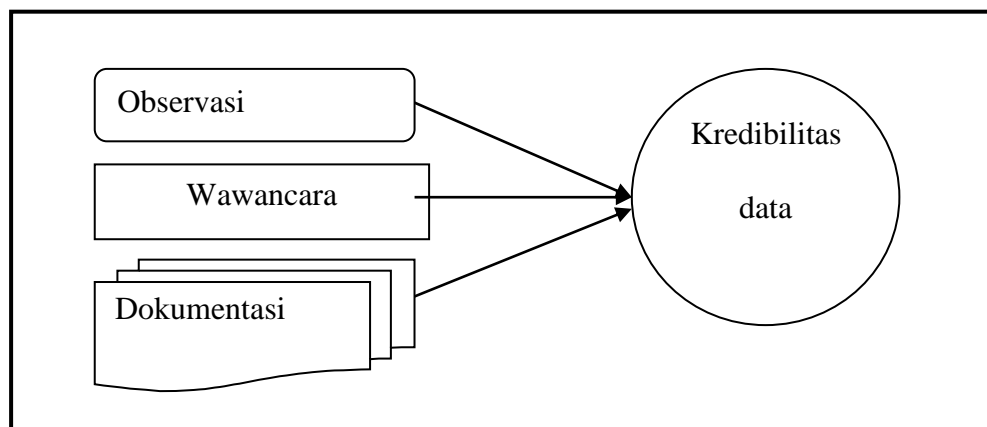 Observasi
Wawancara
Dokumentasi
Kredibilitas
data